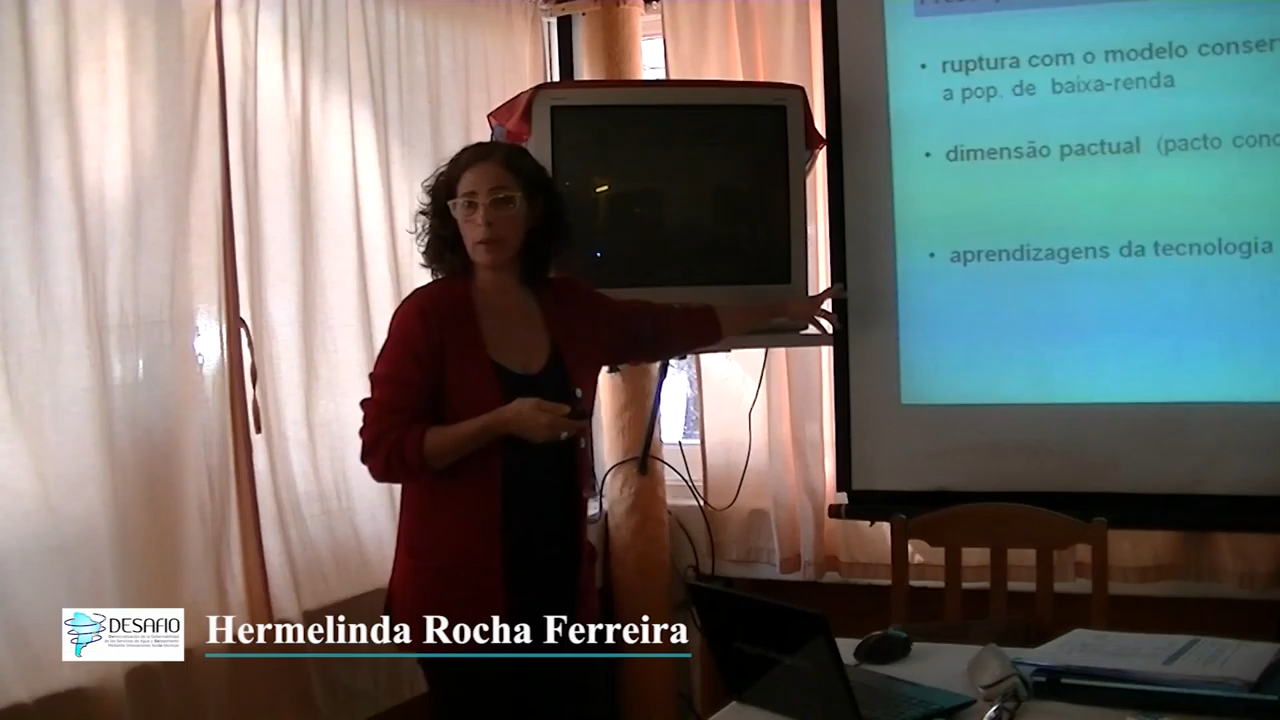 ruptura com o modelo conser
a pop. de baixa-renda
dimensão pactual (pacto conc
aprendizagens da tecnologia
DESAFIO
Hermelinda Rocha Ferreira